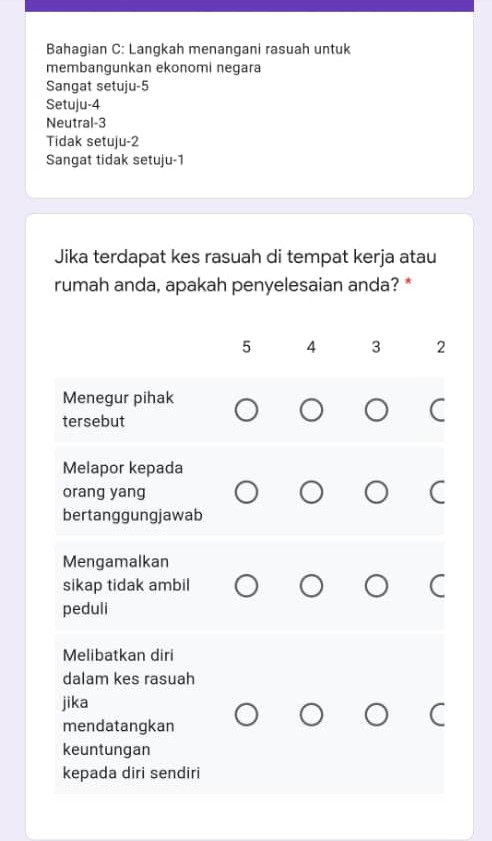 Bahagian C: Langkah menangani rasuah untuk
membangunkan ekonomi negara
Sangat setuju-5
Setuju-4
Neutral-3
Tidak setuju-2
Sangat tidak setuju-1
Jika terdapat kes rasuah di tempat kerja atau
rumah anda, apakah penyelesaian anda? *
5 4 3 2
Menegur pihak
tersebut
Melapor kepada
orang yang
bertanggungjawab
Mengamalkan
sikap tidak ambil
peduli
Melibatkan diri
dalam kes rasuah
jika
mendatangkan
keuntungan
kepada diri sendiri